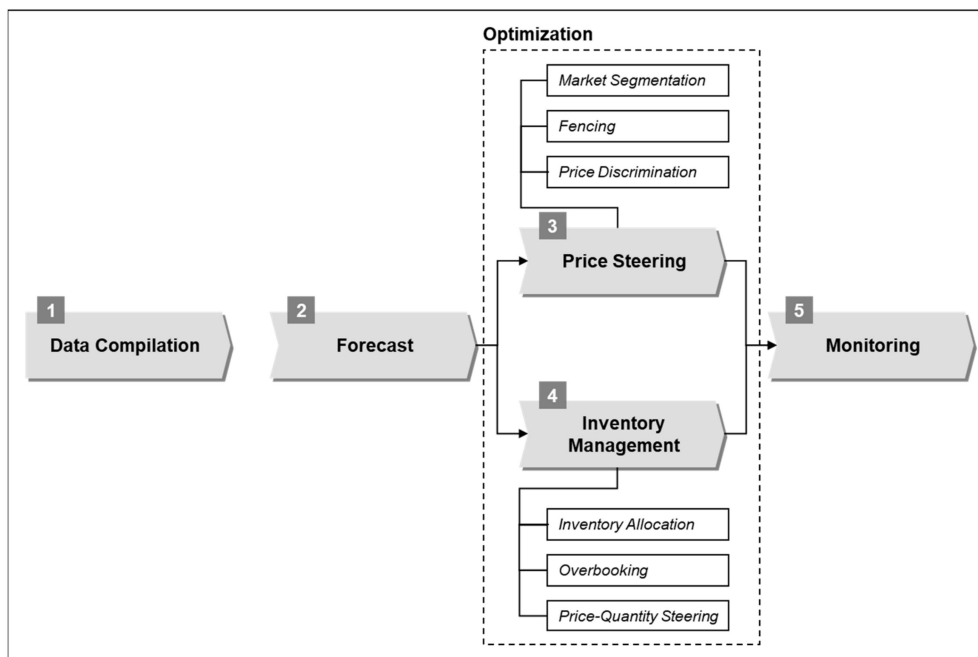 Optimization
Market Segmentation
Fencing
Price Discrimination
3
Price Steering
1
Data Compilation
2
Forecast
5
Monitoring
4
Inventory
Management
Inventory Allocation
Overbooking
Price-Quantity Steering